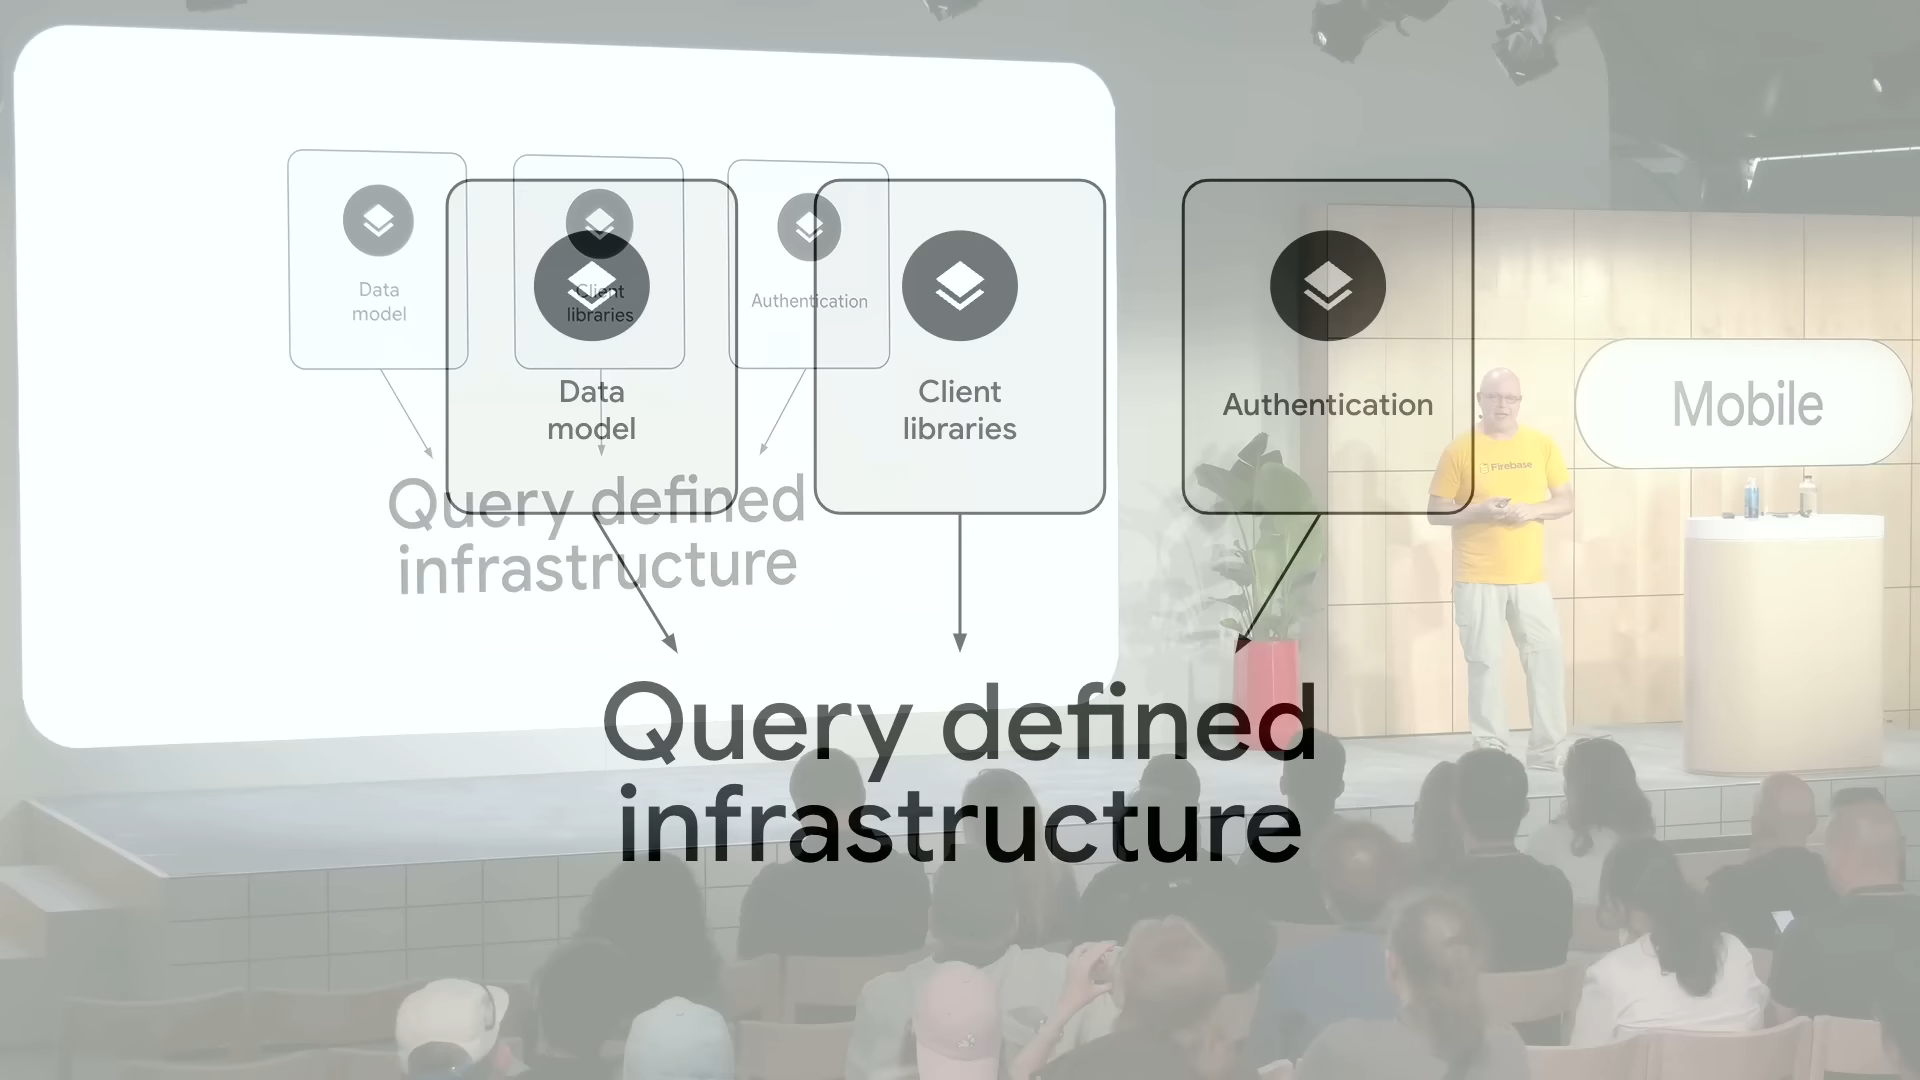 Data
model
Client
libraries
Authentication
Query defined
infrastructure
Data
model
Client
libraries
Authentication
Query defined
infrastructure
Mobile
Firebase